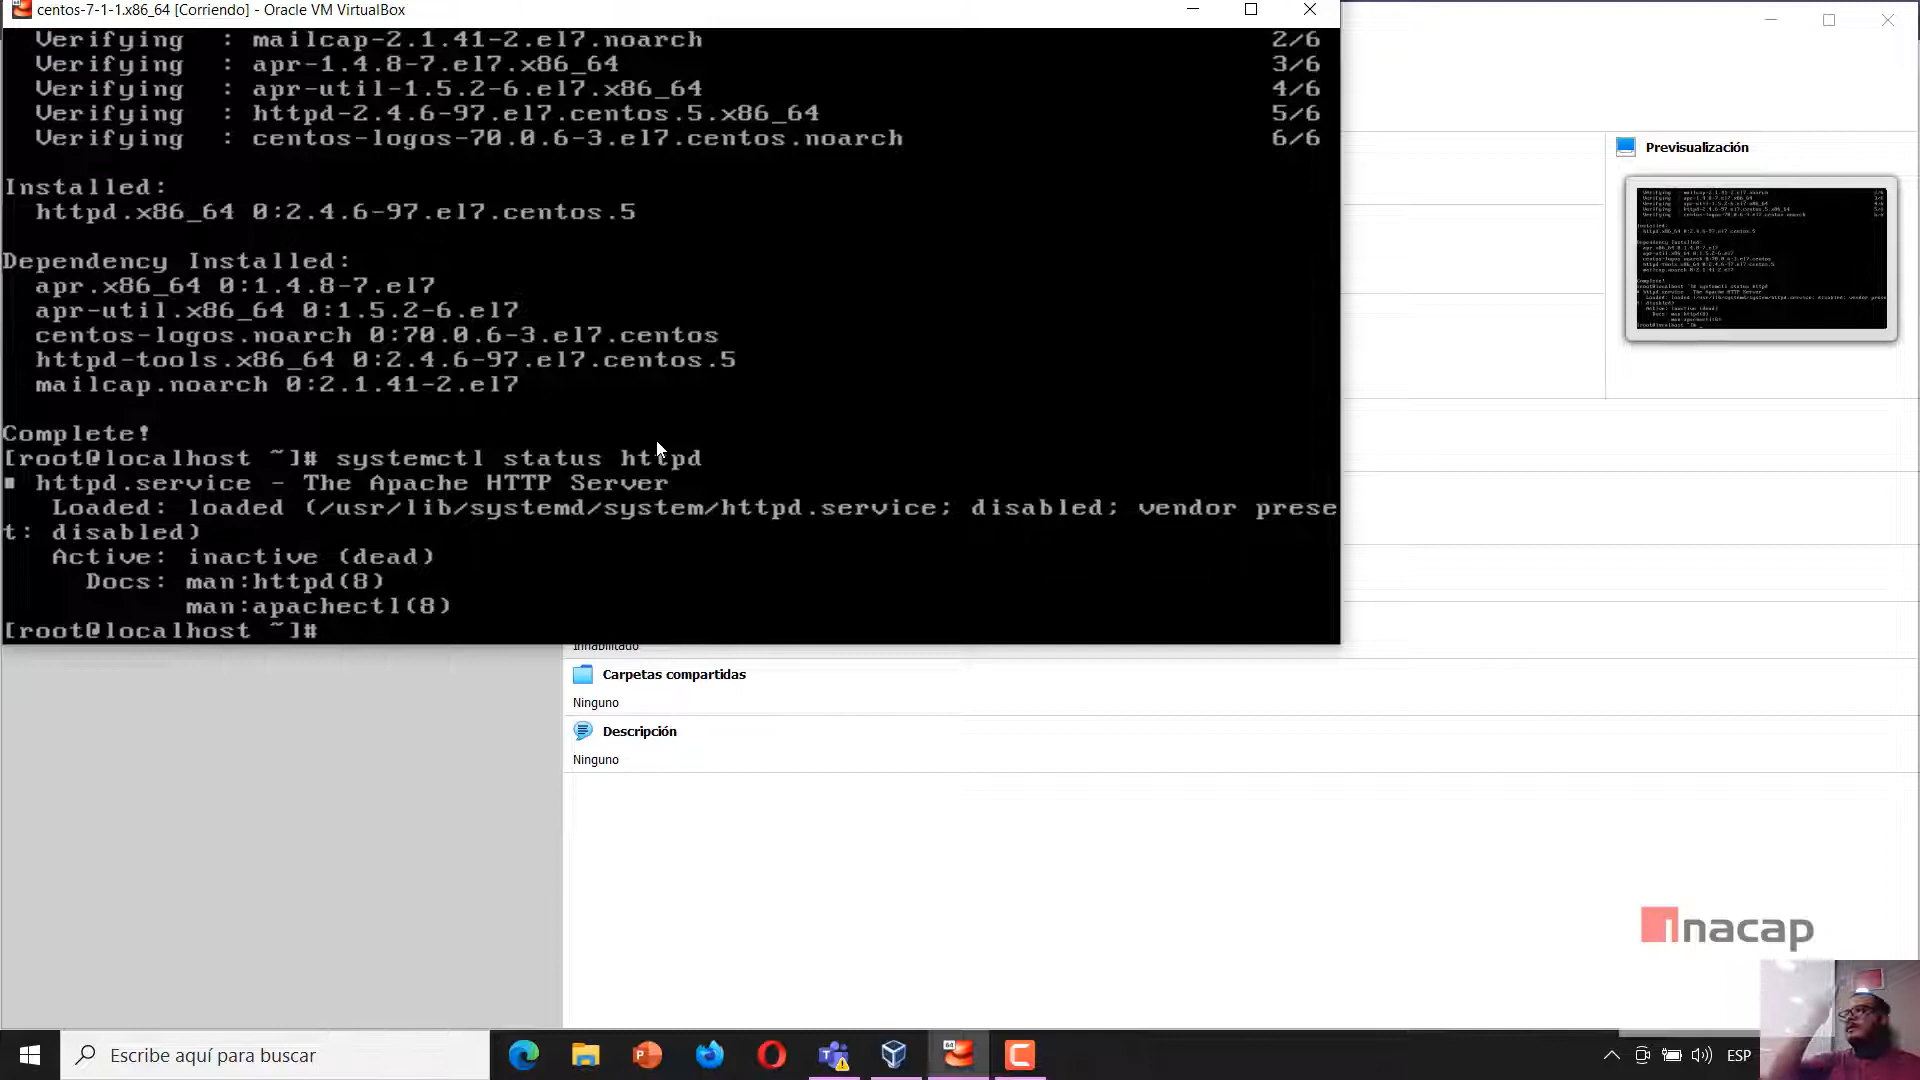 centos-7-1-1.x86_64 [Corriendo] - Oracle VM VirtualBox
Verifying : mailcap-2.1.41-2.el7.noarch 2/6
Verifying : apr-1.4.8-7.el7.x86_64 3/6
Verifying : apr-util-1.5.2-6.el7.x86_64 4/6
Verifying : httpd-2.4.6-97.el7.centos.5.x86_64 5/6
Verifying : centos-logos-70.0.6-3.el7.centos.noarch 6/6
Installed:
httpd.x86_64 0:2.4.6-97.el7.centos.5
Dependency Installed:
apr.x86_64 0:1.4.8-7.el7
apr-util.x86_64 0:1.5.2-6.el7
centos-logos.noarch 0:70.0.6-3.el7.centos
httpd-tools.x86_64 0:2.4.6-97.el7.centos.5
mailcap.noarch 0:2.1.41-2.el7
Complete!
[root@localhost ~]# systemctl status httpd
httpd.service - The Apache HTTP Server
Loaded: loaded (/usr/lib/systemd/system/httpd.service; disabled; vendor prese
t: disabled)
Active: inactive (dead)
Docs: man:httpd(8)
man:apachectl(8)
[root@localhost ~]#
Previsualización
Inhabilitado
Carpetas compartidas
Ninguno
Descripción
Ninguno
inacap
Escribe aquí para buscar
ESP